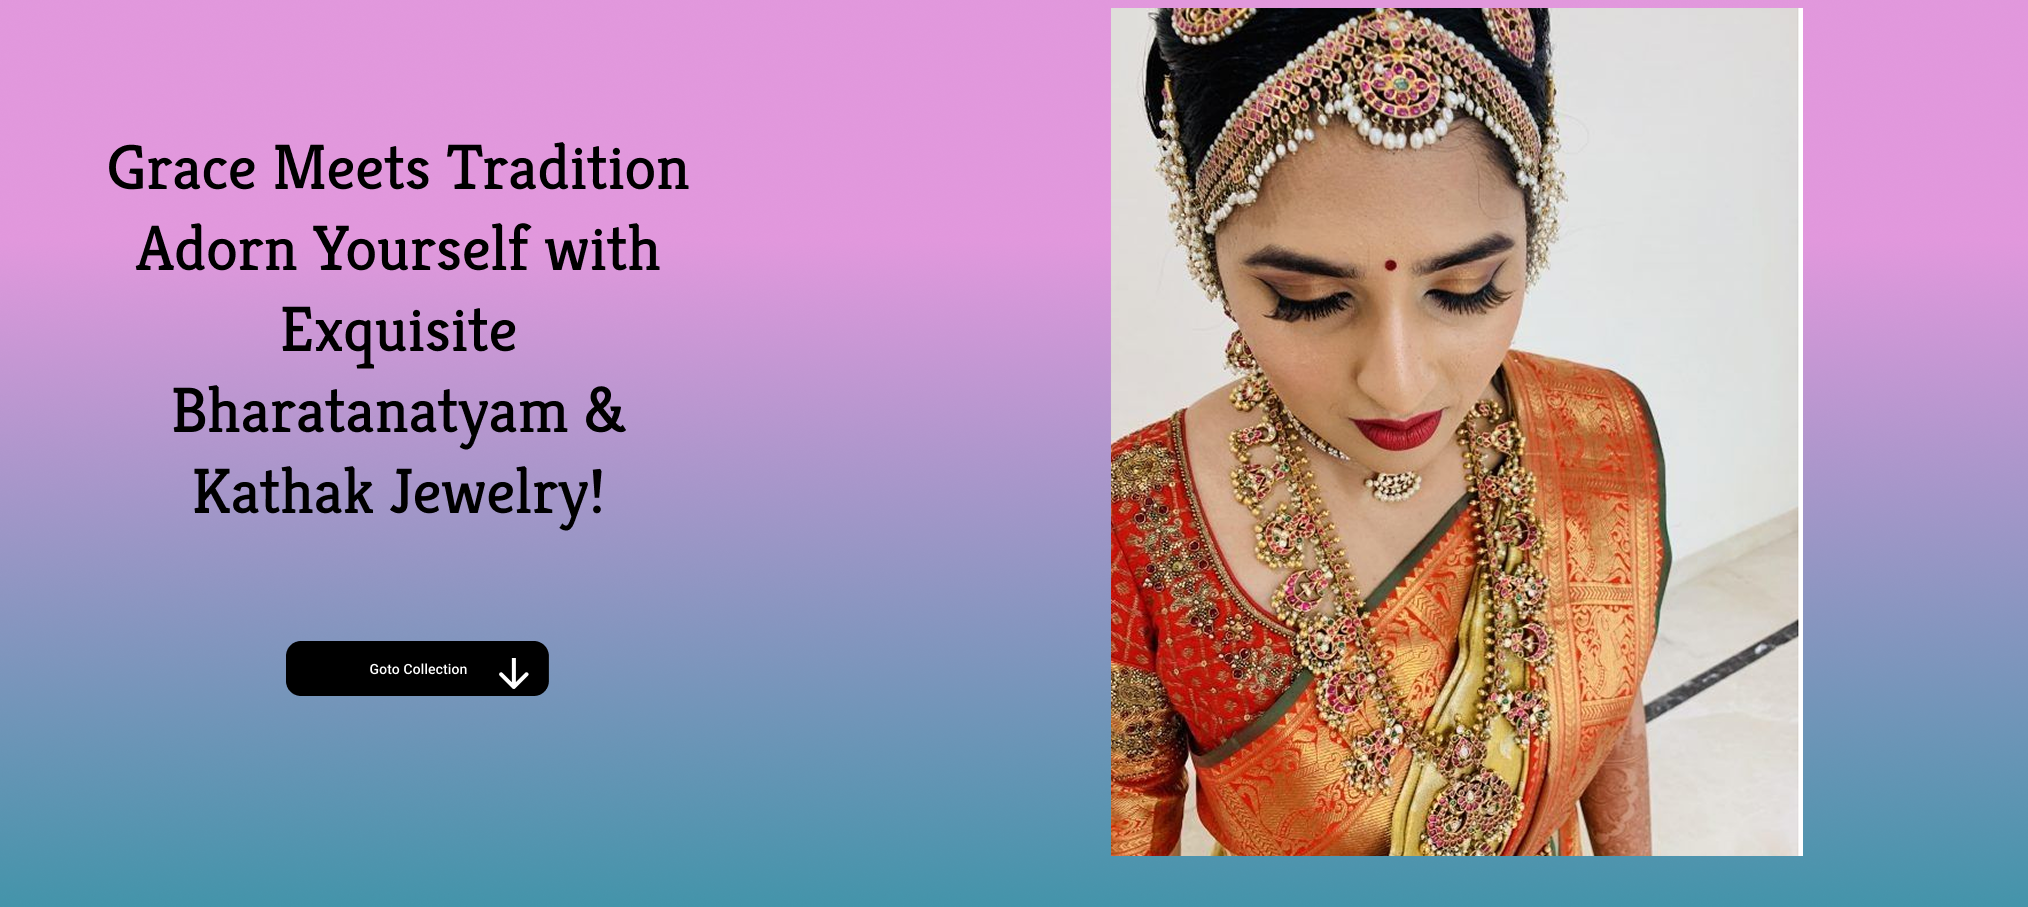 Grace Meets Tradition
Adorn Yourself with
Exquisite
Bharatanatyam &
Kathak Jewelry!
Goto Collection